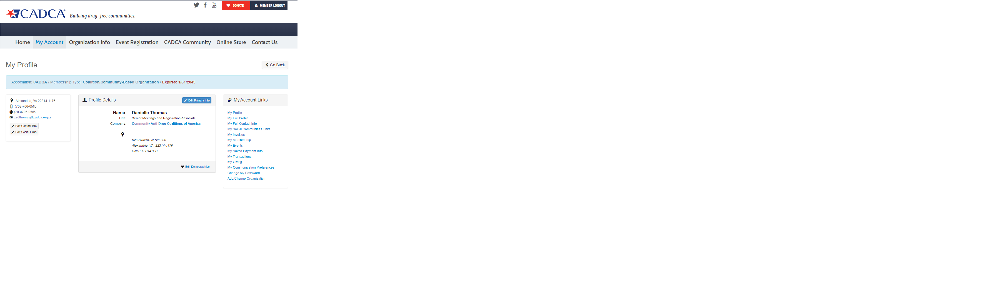 You Tube
DONATE
MEMBER LOGOUT
CADCA®
Building drug-free communities.
Home
My Account
Organization Info
Event Registration
CADCA Community
Online Store
Contact Us
My Profile
Go Back
Association: CADCA / Membership Type: Coalition/Community-Based Organization / Expires: 1/31/2049
Alexandria, VA 22314-1176
(703)706-0560
(703)706-0565
zzdthomas@cadca.orgzz
Edit Contact Info
Edit Social Links
Profile Details
Edit Primary Info
Name: Danielle Thomas
Title: Senior Meetings and Registration Associate
Company: Community Anti-Drug Coalitions of America
625 Slaters LN Ste 300
Alexandria, VA, 22314-1176
UNITED STATES
Edit Demographics
My Account Links
My Profile
My Full Profile
My Full Contact Info
My Social Communities Links
My Invoices
My Membership
My Events
My Saved Payment Info
My Transactions
My Giving
My Communication Preferences
Change My Password
Add/Change Organization